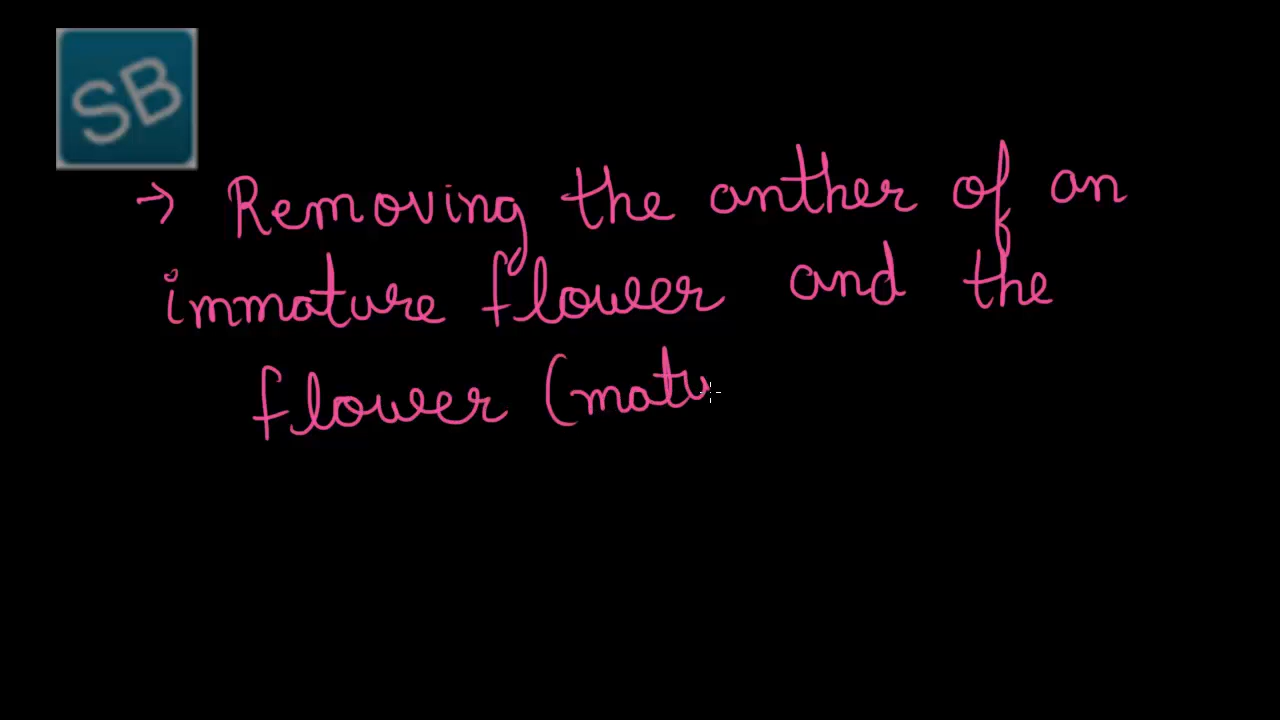 SB
→ Removing the anther of an
immature flower and the
flower (matu